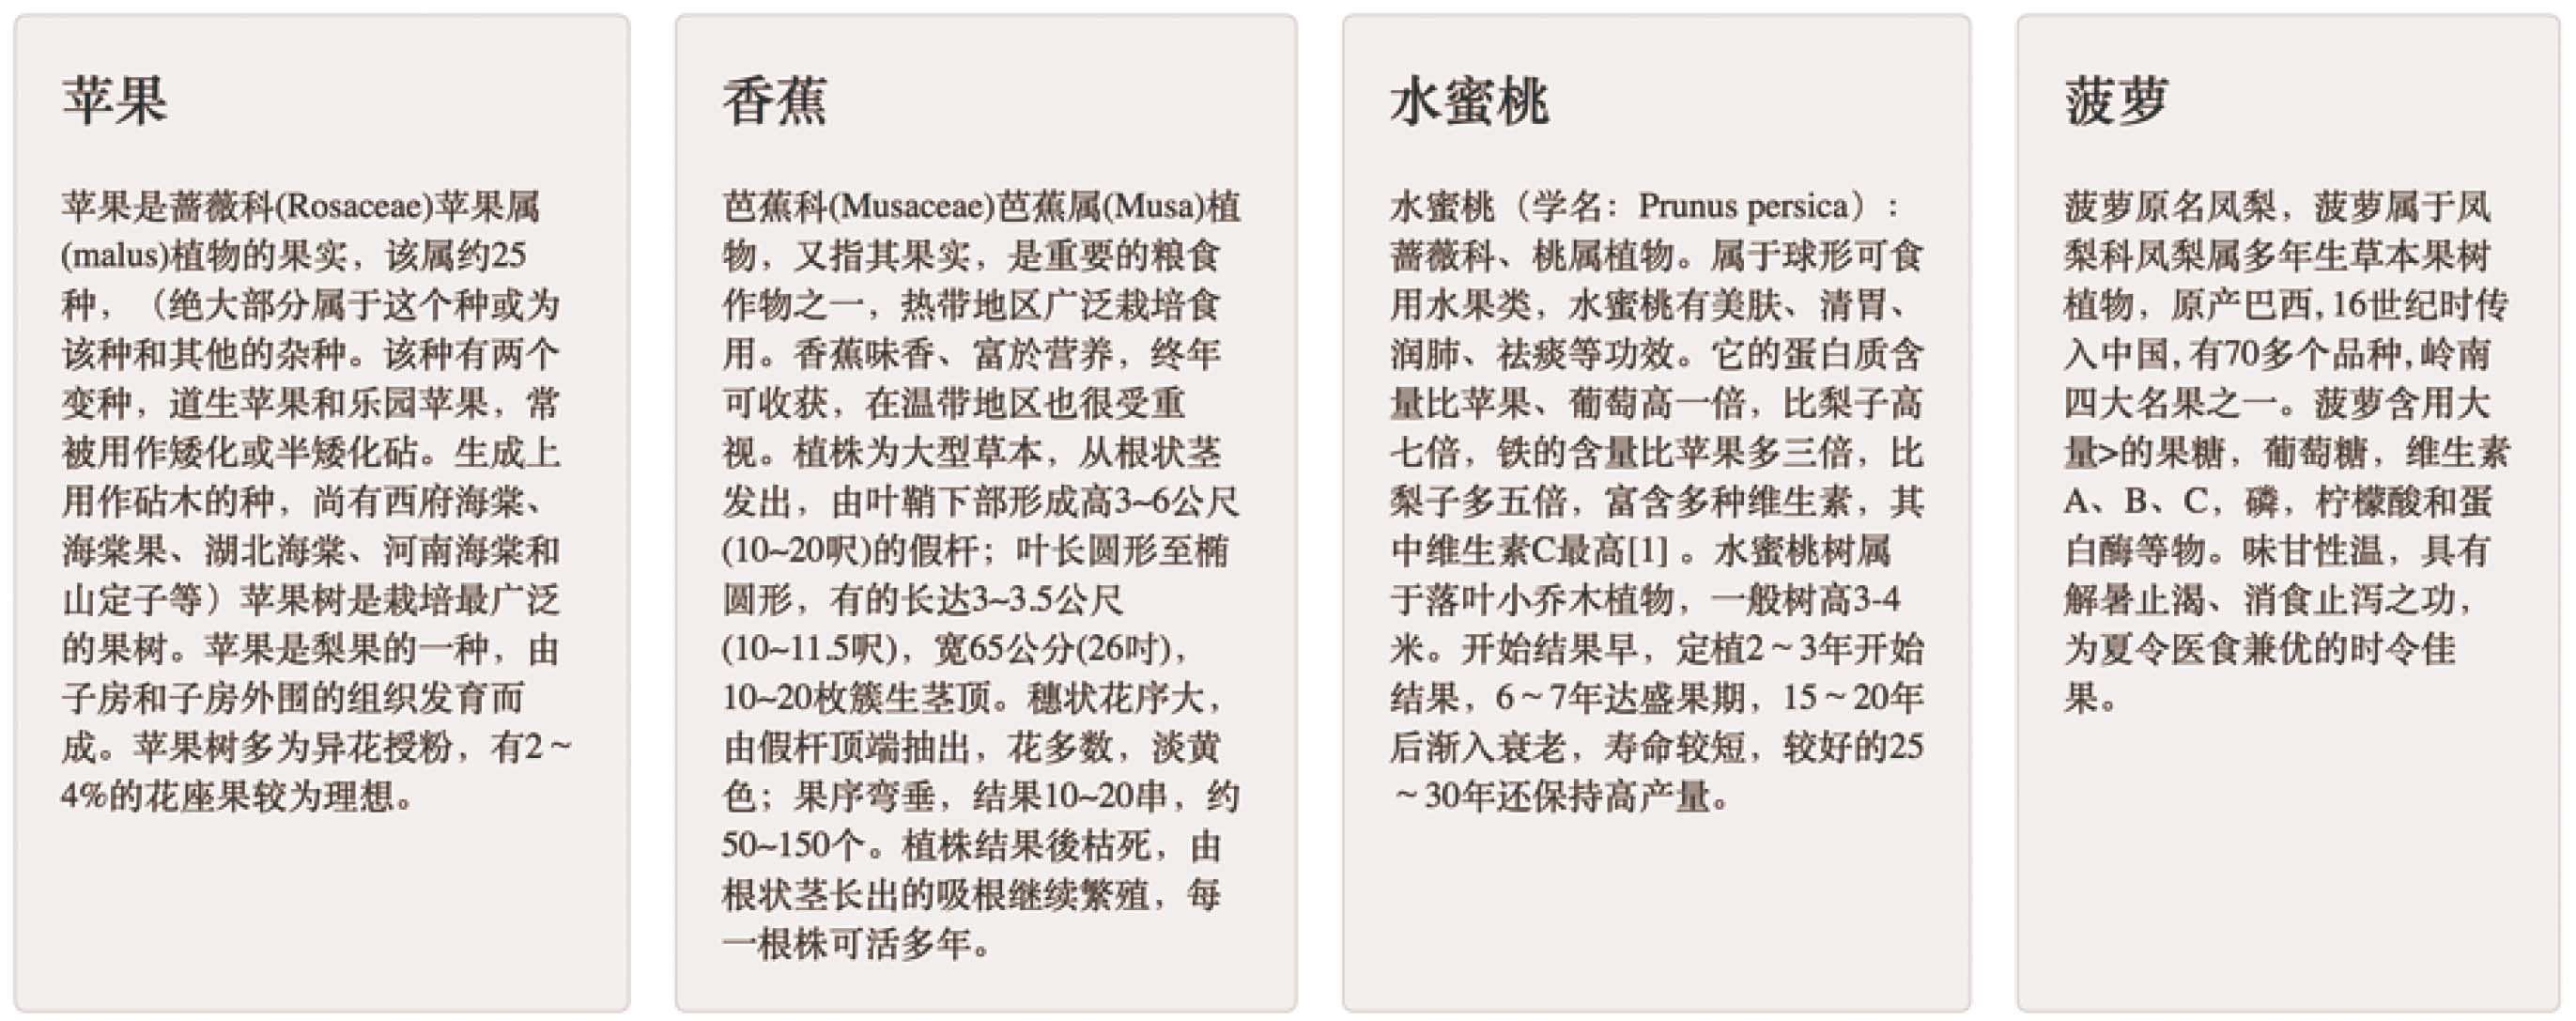 苹果
苹果是蔷薇科(Rosaceae)苹果属
(malus)植物的果实，该属约25
种，（绝大部分属于这个种或为
该种和其他的杂种。该种有两个
变种，道生苹果和乐园苹果，常
被用作矮化或半矮化砧。生成上
用作砧木的种，尚有西府海棠、
海棠果、湖北海棠、河南海棠和
山定子等）苹果树是栽培最广泛
的果树。苹果是梨果的一种，由
子房和子房外围的组织发育而
成。苹果树多为异花授粉，有2～
4%的花座果较为理想。
香蕉
芭蕉科(Musaceae)芭蕉属(Musa)植
物，又指其果实，是重要的粮食
作物之一，热带地区广泛栽培食
用。香蕉味香、富於营养，终年
可收获，在温带地区也很受重
视。植株为大型草本，从根状茎
发出，由叶鞘下部形成高3~6公尺
(10~20呎)的假杆；叶长圆形至椭
圆形，有的长达3~3.5公尺
(10~11.5呎)，宽65公分(26吋)，
10~20枚簇生茎顶。穗状花序大，
由假杆顶端抽出，花多数，淡黄
色；果序弯垂，结果10~20串，约
50~150个。植株结果後枯死，由
根状茎长出的吸根继续繁殖，每
一根株可活多年。
水蜜桃
水蜜桃（学名：Prunus persica）：
蔷薇科、桃属植物。属于球形可食
用水果类，水蜜桃有美肤、清胃、
润肺、祛痰等功效。它的蛋白质含
量比苹果、葡萄高一倍，比梨子高
七倍，铁的含量比苹果多三倍，比
梨子多五倍，富含多种维生素，其
中维生素C最高[1] 。水蜜桃树属
于落叶小乔木植物，一般树高3-4
米。开始结果早，定植2～3年开始
结果，6～7年达盛果期，15～20年
后渐入衰老，寿命较短，较好的25
～30年还保持高产量。
菠萝
菠萝原名凤梨，菠萝属于凤
梨科凤梨属多年生草本果树
植物，原产巴西,16世纪时传
入中国,有70多个品种,岭南
四大名果之一。菠萝含用大
量>的果糖，葡萄糖，维生素
A、B、C，磷，柠檬酸和蛋
白酶等物。味甘性温，具有
解暑止渴、消食止泻之功，
为夏令医食兼优的时令佳
果。